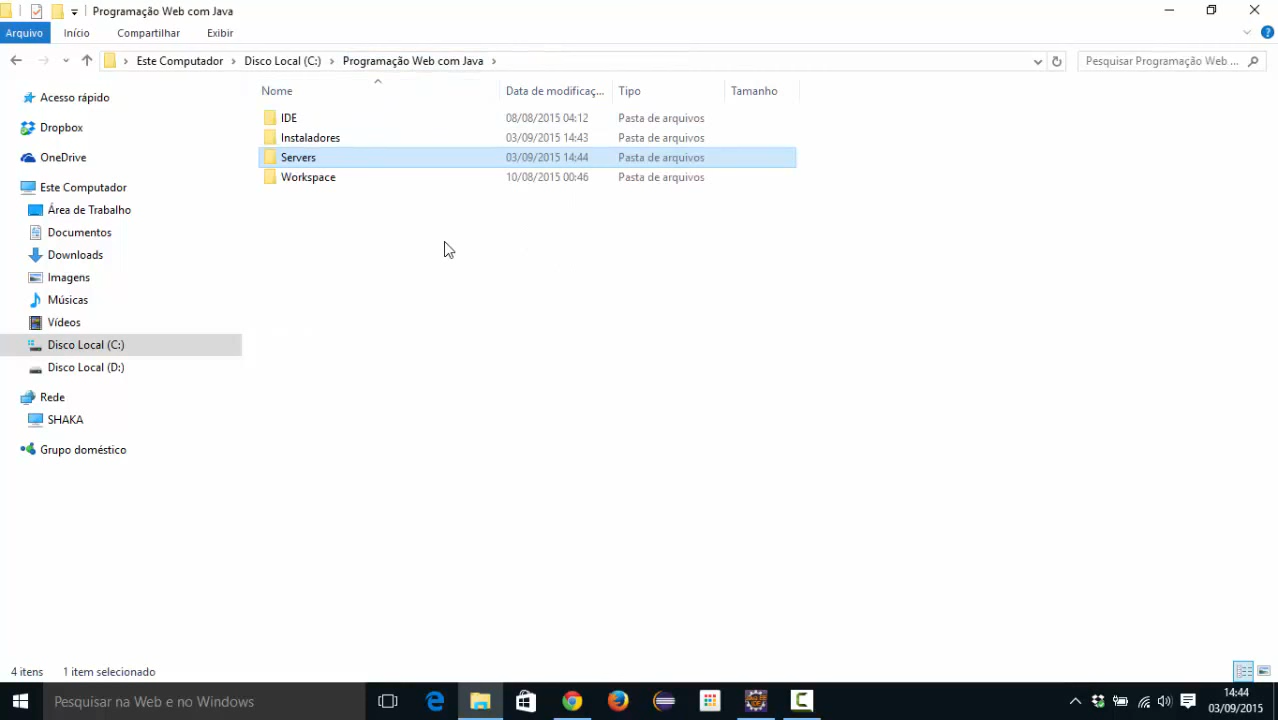 Programação Web com Java
Arquivo Início Compartilhar Exibir
Este Computador Disco Local (C:) Programação Web com Java
Pesquisar Programação Web ...
Acesso rápido
Dropbox
OneDrive
Este Computador
Área de Trabalho
Documentos
Downloads
Imagens
Músicas
Vídeos
Disco Local (C:)
Disco Local (D:)
Rede
SHAKA
Grupo doméstico
Nome Data de modificaç... Tipo Tamanho
IDE 08/08/2015 04:12 Pasta de arquivos
Instaladores 03/09/2015 14:43 Pasta de arquivos
Servers 03/09/2015 14:44 Pasta de arquivos
Workspace 10/08/2015 00:46 Pasta de arquivos
4 itens 1 item selecionado
Pesquisar na Web e no Windows
14:44
03/09/2015